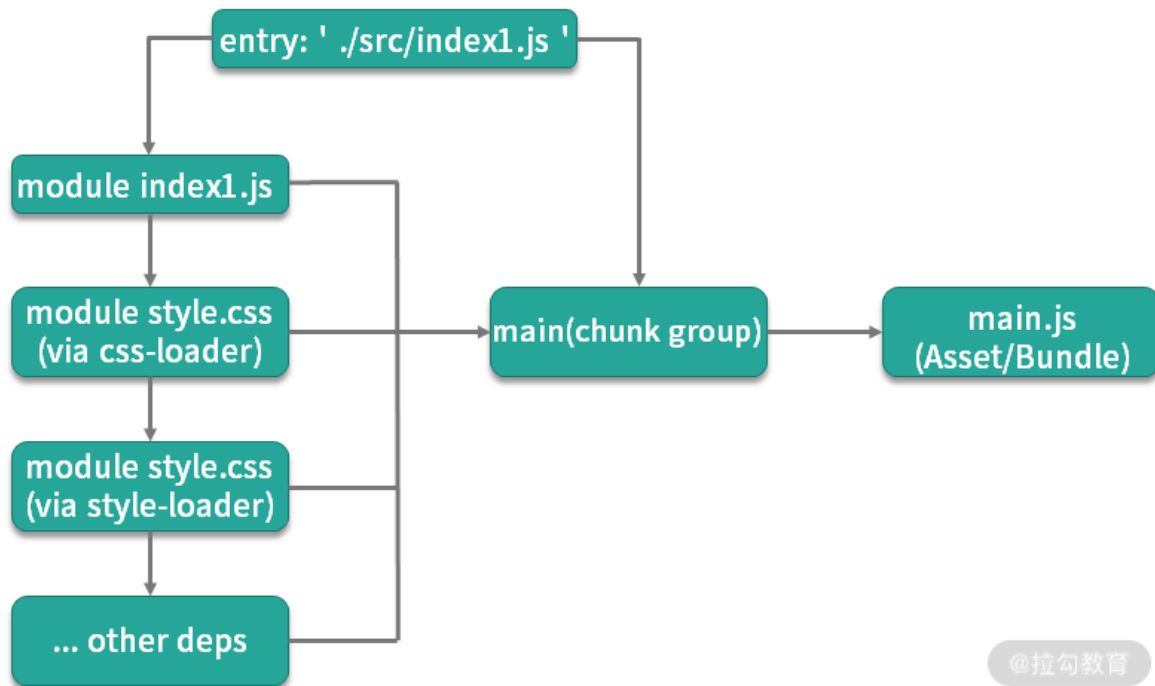 entry: ' ./src/index1.js '
module index1.js
module style.css
(via css-loader)
main(chunk group)
main.js
(Asset/Bundle)
module style.css
(via style-loader)
... other deps
@拉勾教育